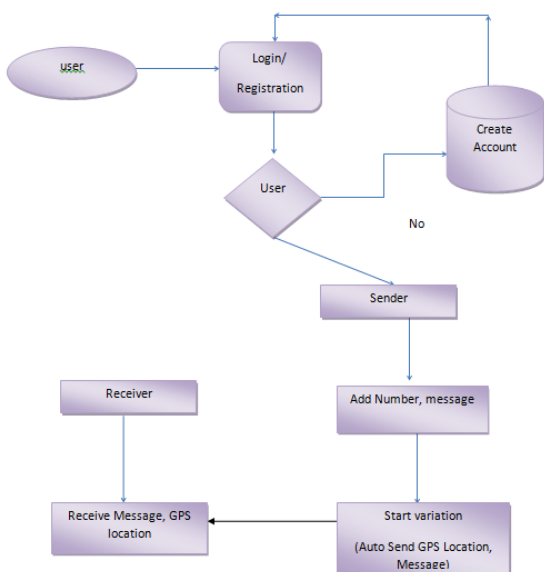 user
Login/
Registration
Create
Account
User
No
Sender
Receiver
Add Number, message
Receive Message, GPS
location
Start variation
(Auto Send GPS Location,
Message)